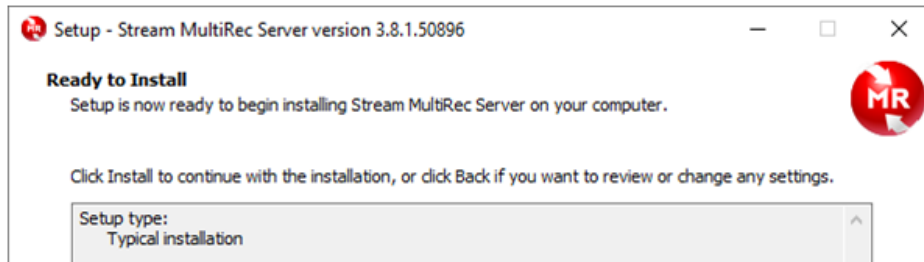 MR Setup - Stream MultiRec Server version 3.8.1.50896
Ready to Install
Setup is now ready to begin installing Stream MultiRec Server on your computer.
MR
Click Install to continue with the installation, or click Back if you want to review or change any settings.
Setup type:
Typical installation